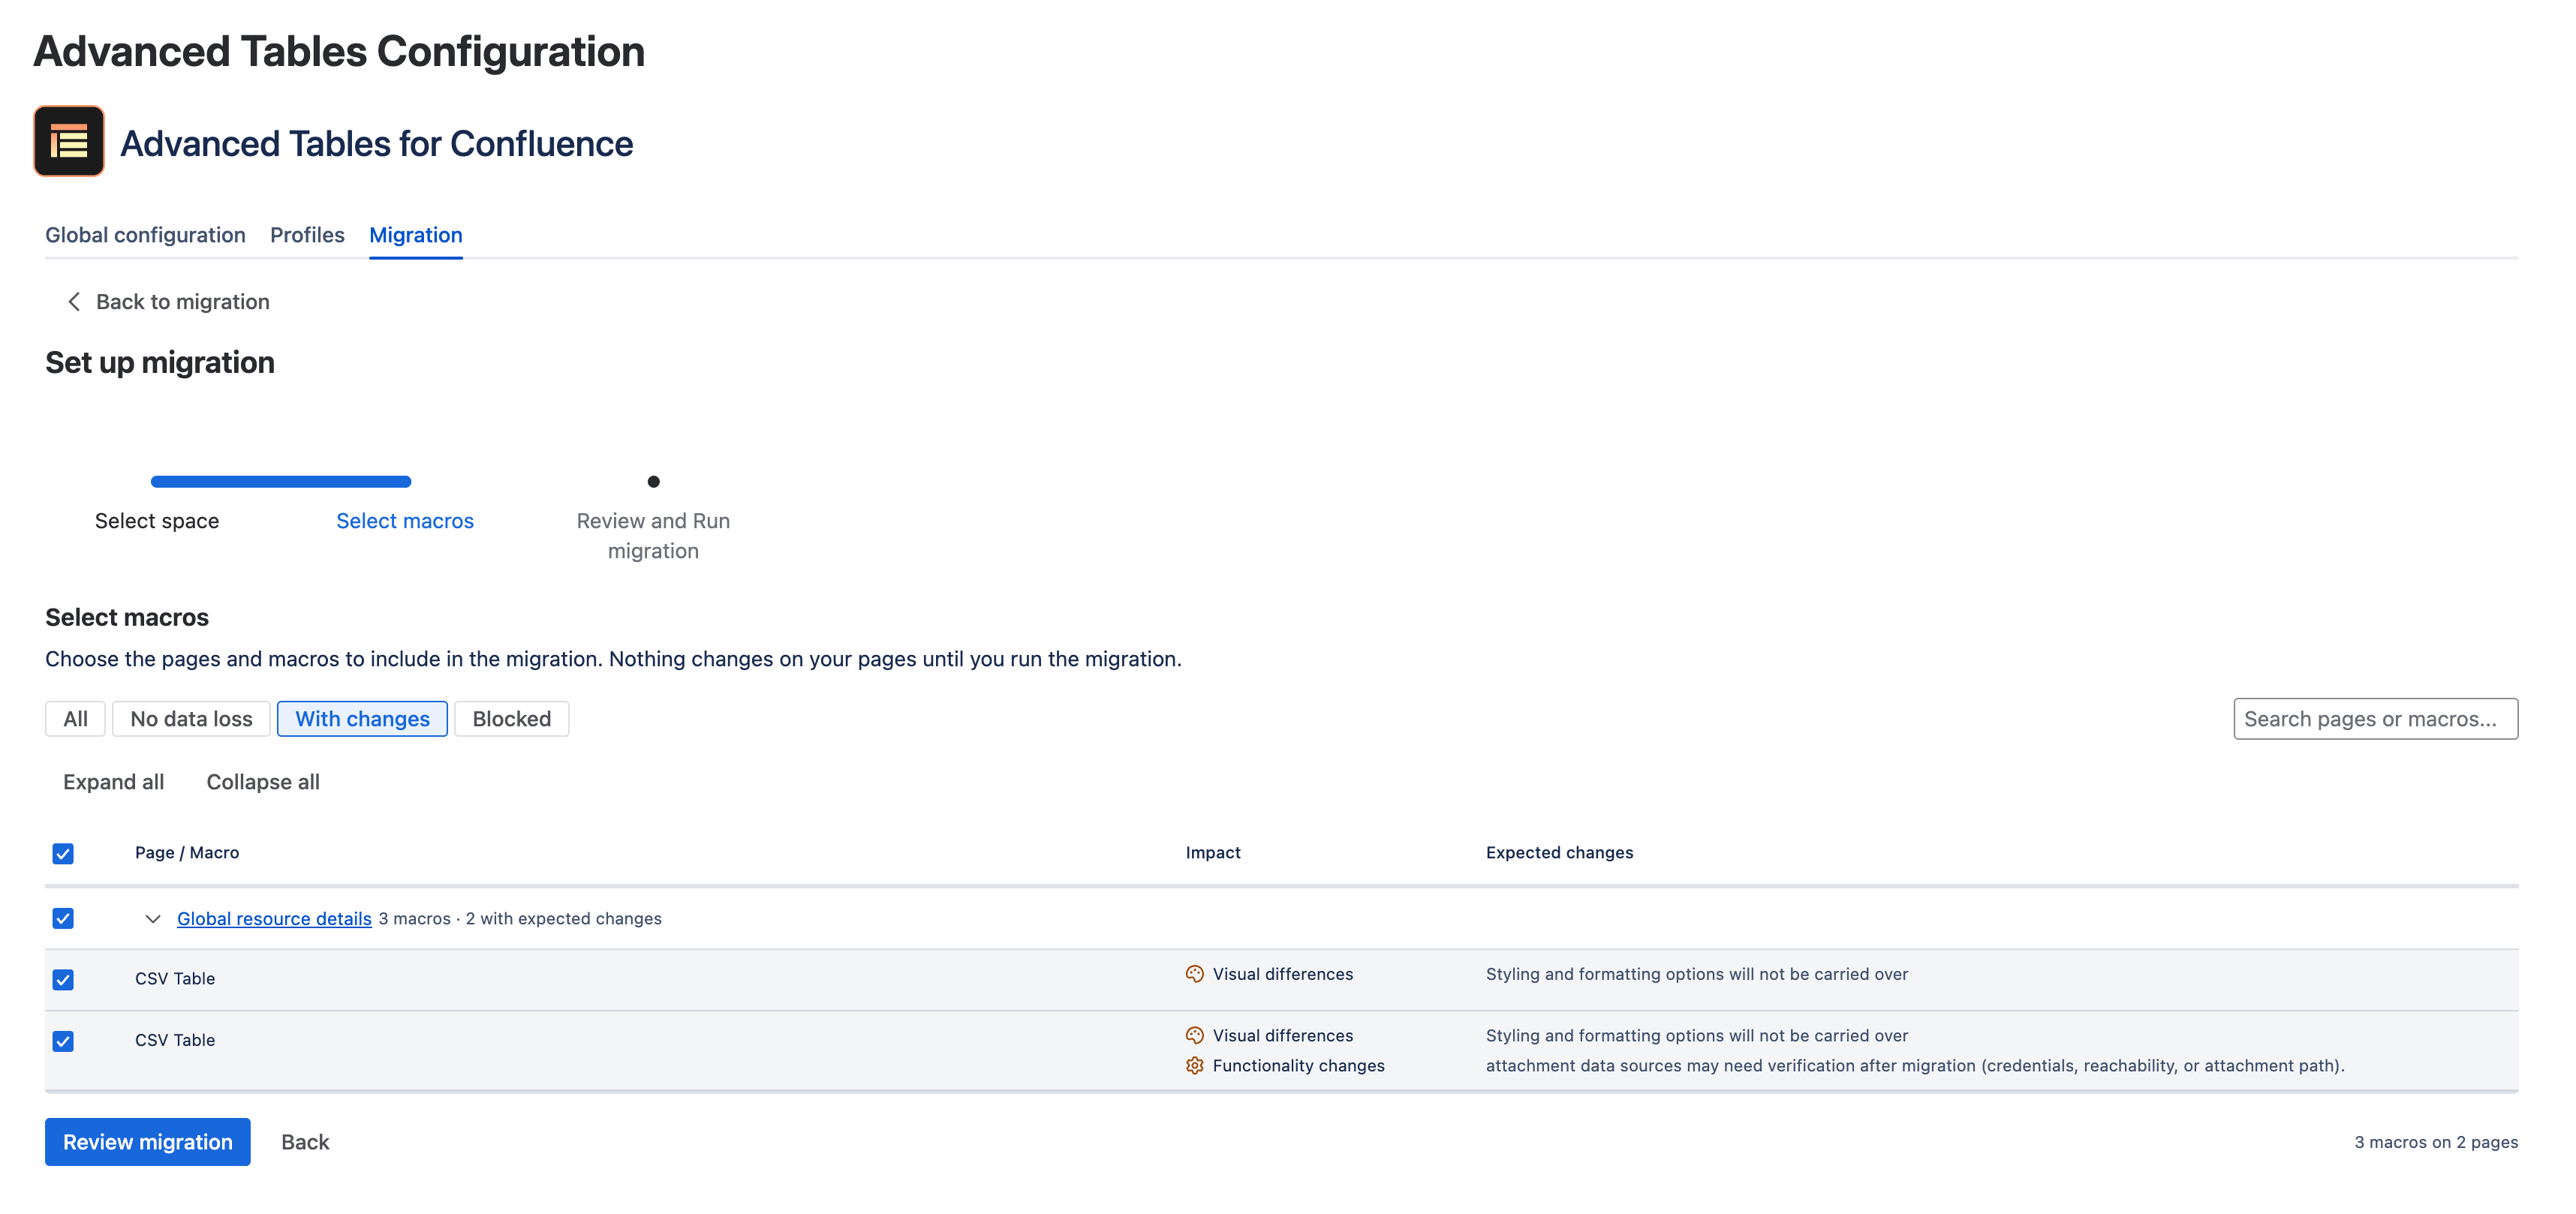 Advanced Tables Configuration
Advanced Tables for Confluence
Global configuration Profiles Migration
Back to migration
Set up migration
Select space Select macros Review and Run
migration
Select macros
Choose the pages and macros to include in the migration. Nothing changes on your pages until you run the migration.
All No data loss With changes Blocked Search pages or macros...
Expand all Collapse all
Page / Macro Impact Expected changes
Global resource details 3 macros · 2 with expected changes
CSV Table Visual differences Styling and formatting options will not be carried over
CSV Table Visual differences Styling and formatting options will not be carried over
Functionality changes attachment data sources may need verification after migration (credentials, reachability, or attachment path).
Review migration Back 3 macros on 2 pages